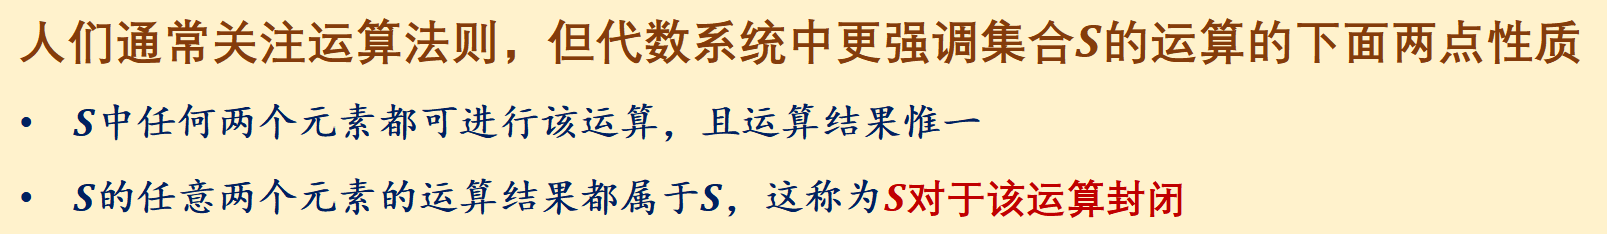 人们通常关注运算法则，但代数系统中更强调集合S的运算的下面两点性质
• S中任何两个元素都可进行该运算，且运算结果惟一
• S的任意两个元素的运算结果都属于S，这称为S对于该运算封闭